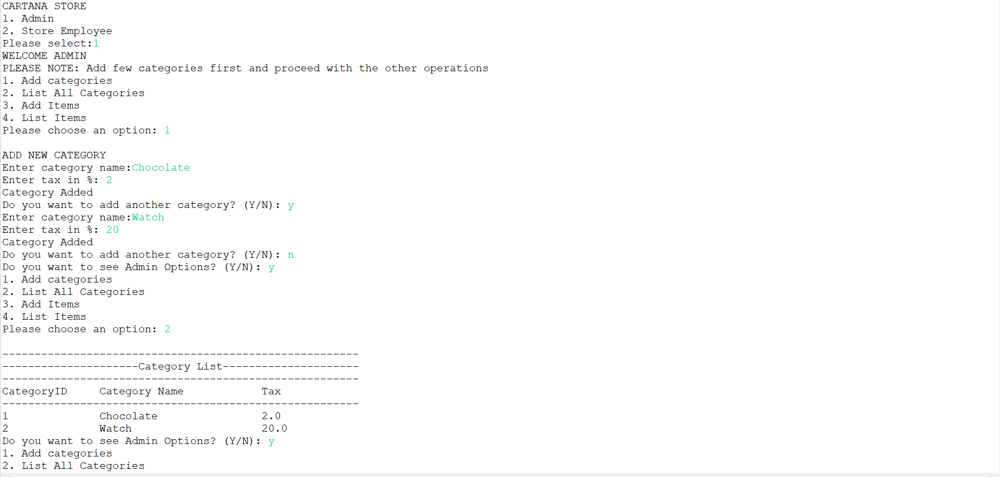 CARTANA STORE
1. Admin
2. Store Employee
Please select:1
WELCOME ADMIN
PLEASE NOTE: Add few categories first and proceed with the other operations
1. Add categories
2. List All Categories
3. Add Items
4. List Items
Please choose an option: 1
ADD NEW CATEGORY
Enter category name:Chocolate
Enter tax in %: 2
Category Added
Do you want to add another category? (Y/N): y
Enter category name:Watch
Enter tax in %: 20
Category Added
Do you want to add another category? (Y/N): n
Do you want to see Admin Options? (Y/N): y
1. Add categories
2. List All Categories
3. Add Items
4. List Items
Please choose an option: 2
-------------------------------------------------------
---------------------Category List---------------------
-------------------------------------------------------
CategoryID     Category Name            Tax
-------------------------------------------------------
1              Chocolate                2.0
2              Watch                    20.0
Do you want to see Admin Options? (Y/N): y
1. Add categories
2. List All Categories